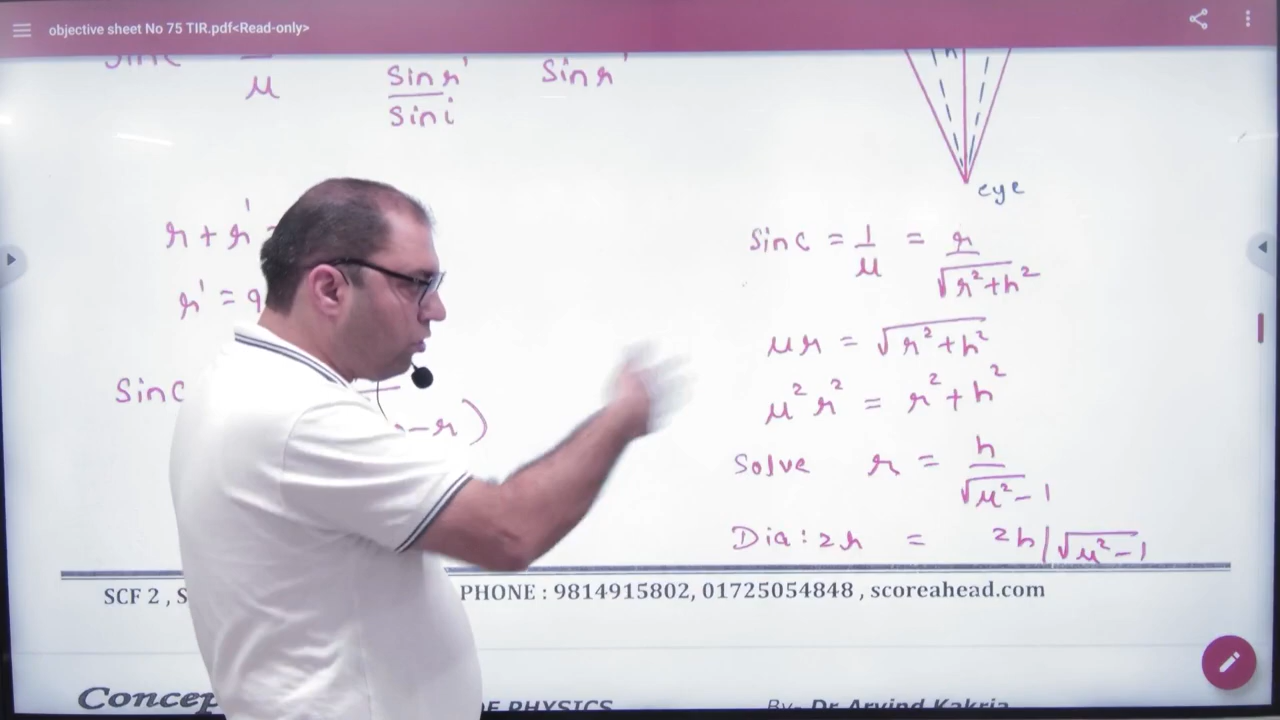 objective sheet No 75 TIR.pdf<Read-only>
μ
Sin r'
Sin i
Sin r'
h
eye
r + r'
r' =
Sin C
- r)
Sin C = 1/μ = r/√r²+h²
μr = √r²+h²
μ²r² = r²+h²
Solve r = h/√μ²-1
Dia: 2r = 2h/√μ²-1
SCF 2 , S PHONE : 9814915802, 01725054848 , scoreahead.com
Concep E PHYSICS By- Dr Arvind Kakria